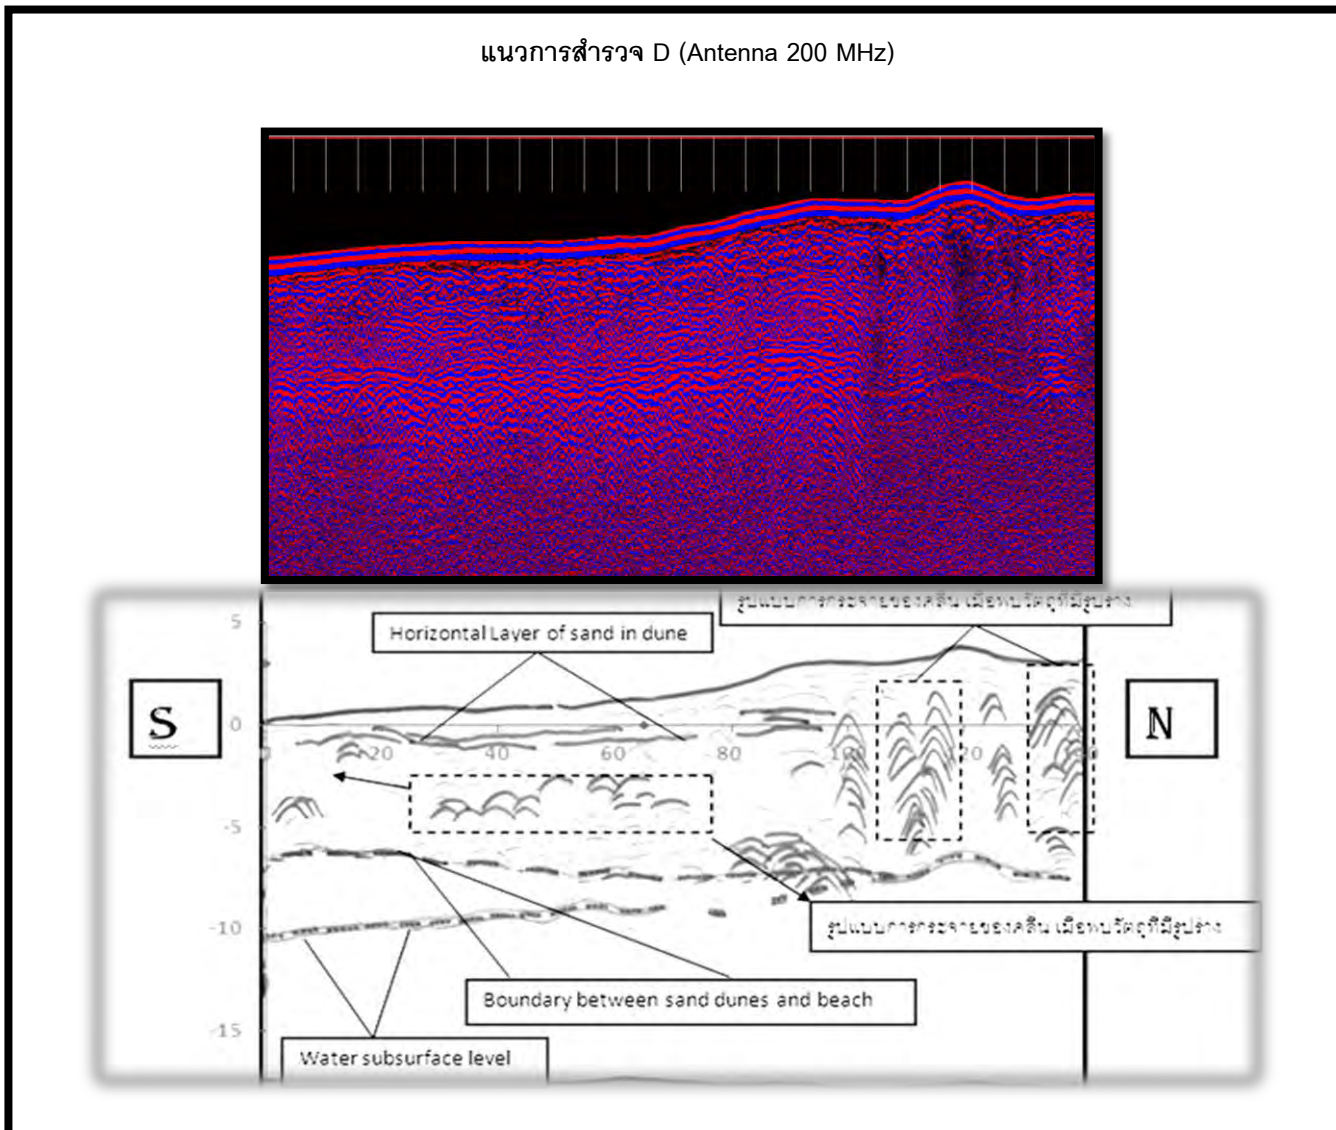 แนวการสำรวจ D (Antenna 200 MHz)
รูปแบบการกระจายของคลื่น เมื่อพบวัตถุที่มีรูปร่าง
5
Horizontal Layer of sand in dune
S
N
0
20
40
60
80
100
-5
-10
รูปแบบการกระจายของคลื่น เมื่อพบวัตถุที่มีรูปร่าง
Boundary between sand dunes and beach
-15
Water subsurface level